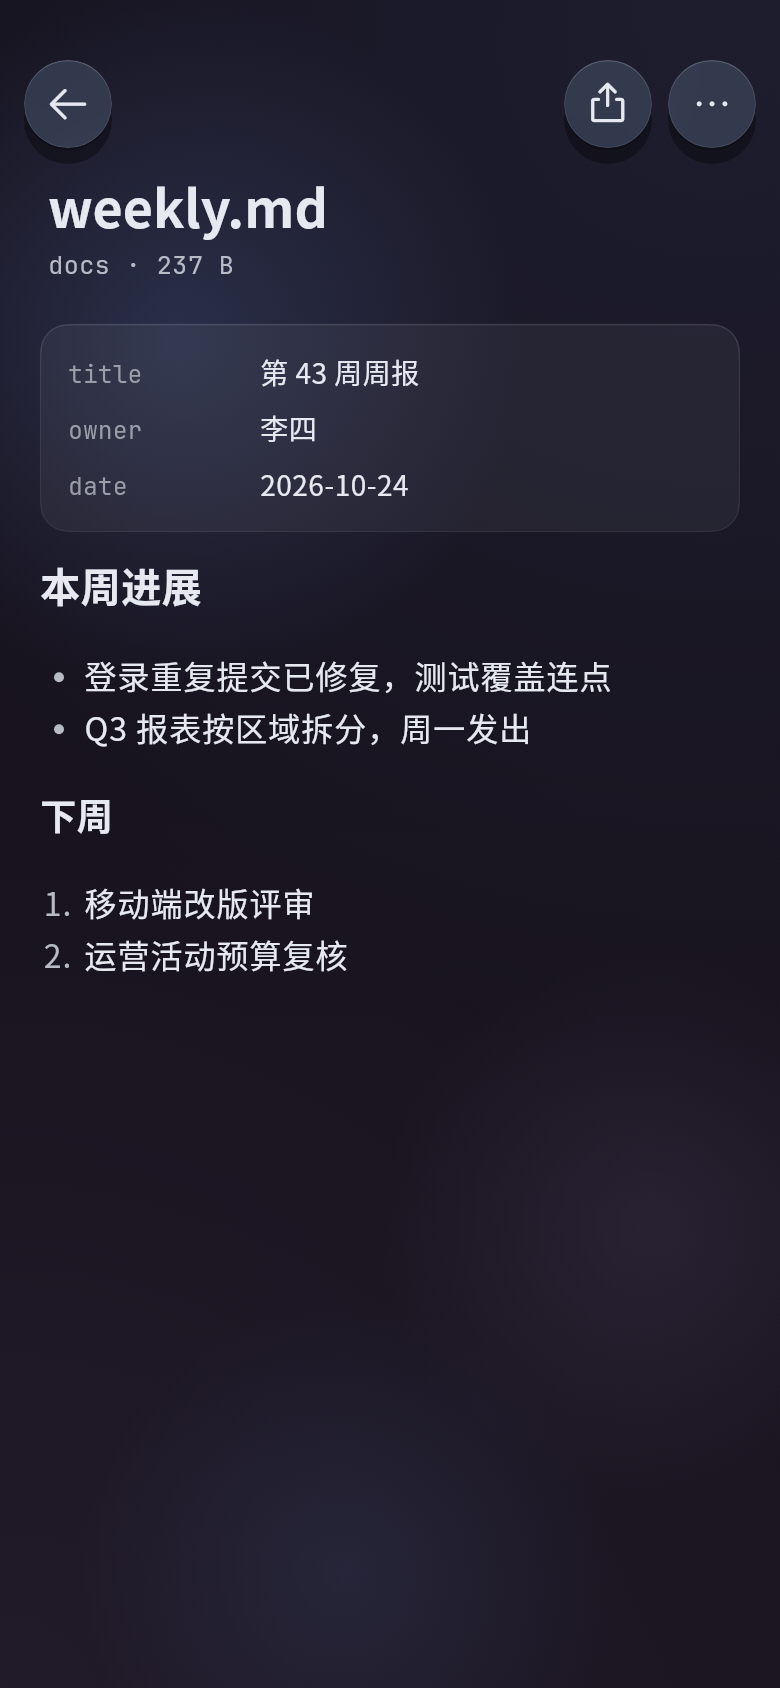 weekly.md
docs · 237 B
title 第 43 周周报
owner 李四
date 2026-10-24
本周进展
• 登录重复提交已修复，测试覆盖连点
• Q3 报表按区域拆分，周一发出
下周
1. 移动端改版评审
2. 运营活动预算复核